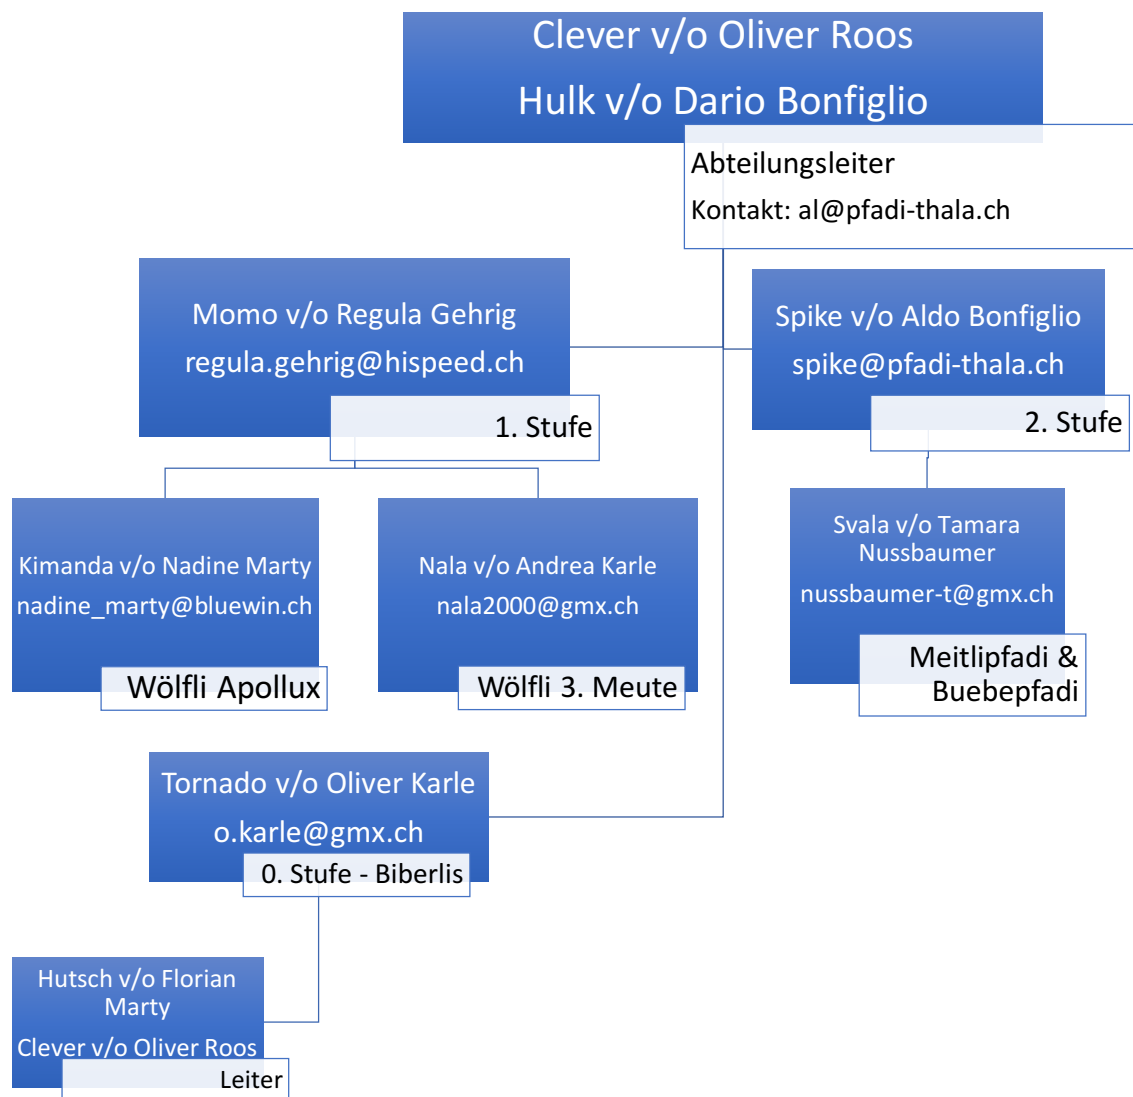 Clever v/o Oliver Roos
Hulk v/o Dario Bonfiglio
Abteilungsleiter
Kontakt: al@pfadi-thala.ch
Momo v/o Regula Gehrig
regula.gehrig@hispeed.ch
1. Stufe
Spike v/o Aldo Bonfiglio
spike@pfadi-thala.ch
2. Stufe
Kimanda v/o Nadine Marty
nadine_marty@bluewin.ch
Wölfli Apollux
Nala v/o Andrea Karle
nala2000@gmx.ch
Wölfli 3. Meute
Svala v/o Tamara
Nussbaumer
nussbaumer-t@gmx.ch
Meitlipfadi &
Buebepfadi
Tornado v/o Oliver Karle
o.karle@gmx.ch
0. Stufe - Biberlis
Hutsch v/o Florian
Marty
Clever v/o Oliver Roos
Leiter